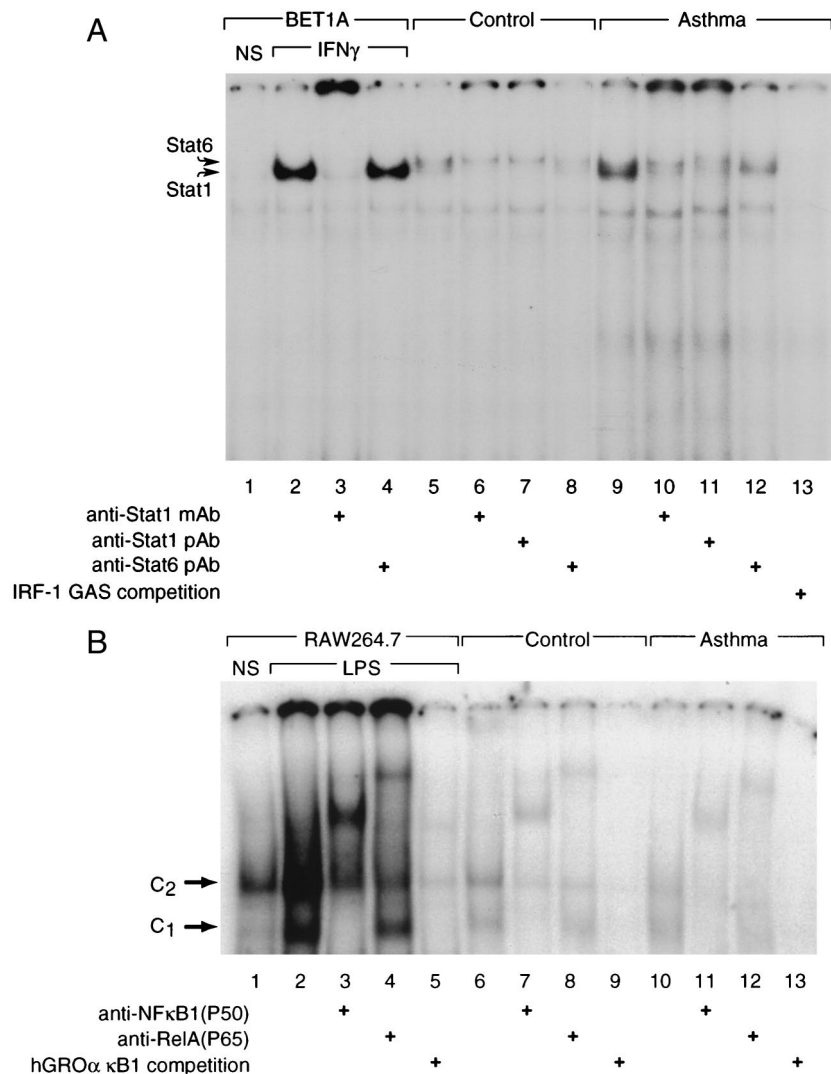 A
BET1A Control Asthma
NS IFNγ
Stat6
Stat1
1 2 3 4 5 6 7 8 9 10 11 12 13
anti-Stat1 mAb + + +
anti-Stat1 pAb + +
anti-Stat6 pAb + + +
IRF-1 GAS competition +
B
RAW264.7 Control Asthma
NS LPS
C2
C1
1 2 3 4 5 6 7 8 9 10 11 12 13
anti-NFκB1(P50) + + +
anti-RelA(P65) + + +
hGROα κB1 competition + + +